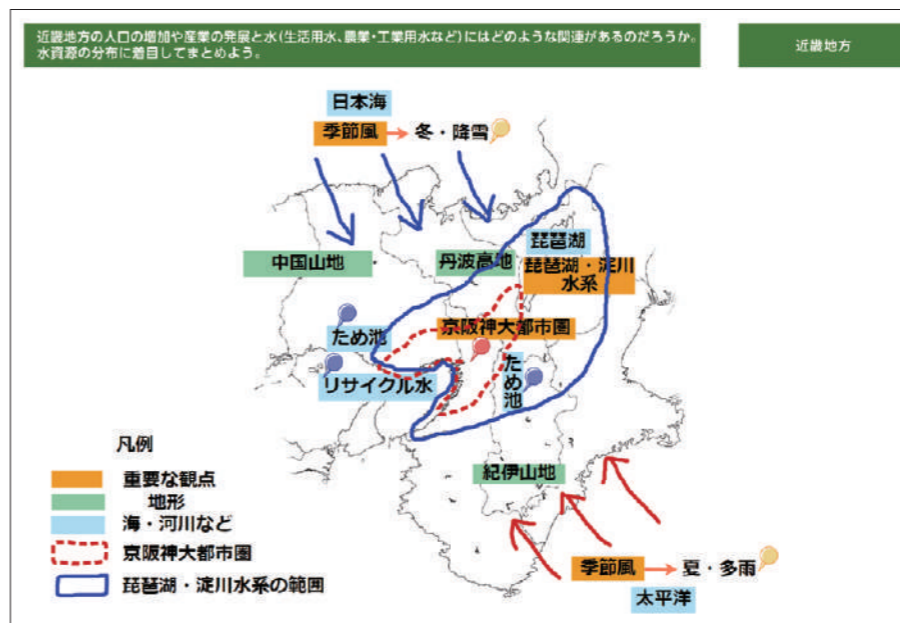 近畿地方の人口の増加や産業の発展と水(生活用水、農業・工業用水など)にはどのような関連があるのだろうか。
水資源の分布に着目してまとめよう。
近畿地方
日本海
季節風
冬・降雪
中国山地
丹波高地
琵琶湖
琵琶湖・淀川
水系
京阪神大都市圏
ため池
リサイクル水
ため池
紀伊山地
季節風
夏・多雨
太平洋
凡例
重要な観点
地形
海・河川など
京阪神大都市圏
琵琶湖・淀川水系の範囲